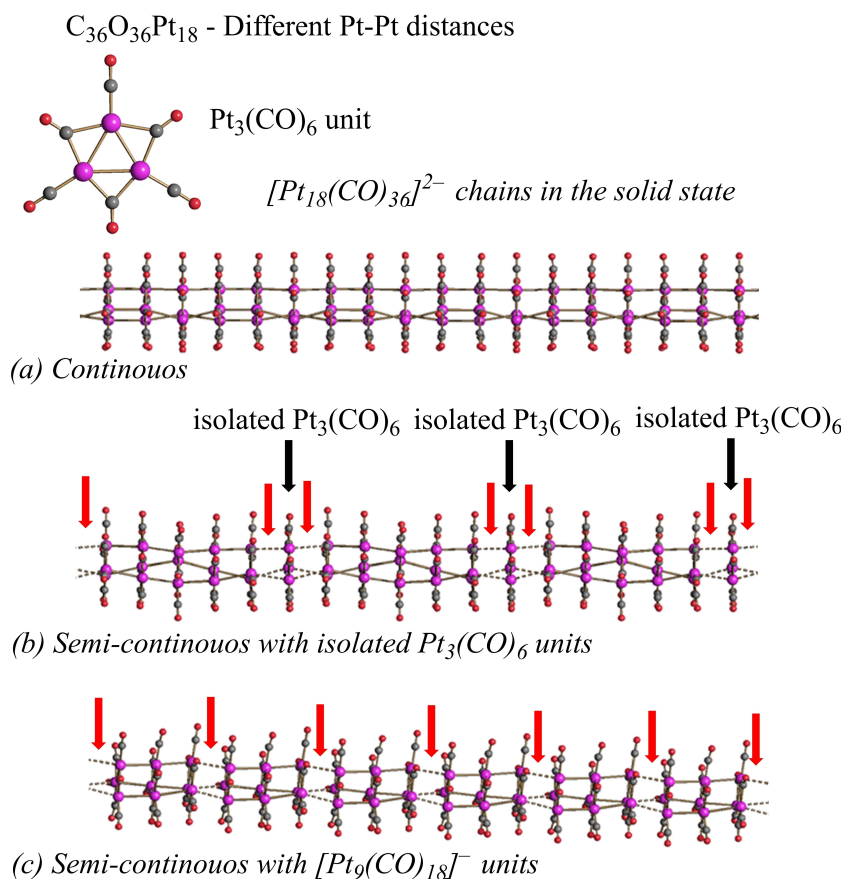 C₃₆O₃₆Pt₁₈ - Different Pt-Pt distances
Pt₃(CO)₆ unit
[Pt₁₈(CO)₃₆]²⁻ chains in the solid state
(a) Continouos
isolated Pt₃(CO)₆ isolated Pt₃(CO)₆ isolated Pt₃(CO)₆
(b) Semi-continouos with isolated Pt₃(CO)₆ units
(c) Semi-continouos with [Pt₉(CO)₁₈]⁻ units